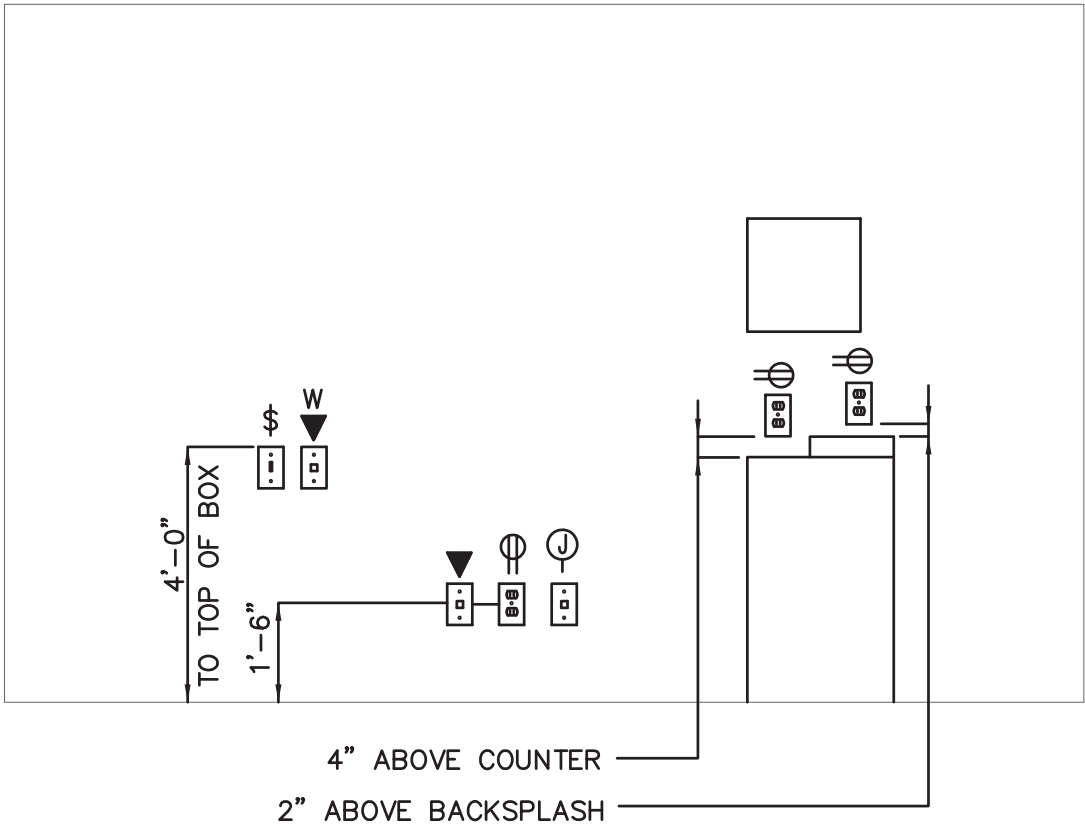 W
$
4'-0"
TO TOP OF BOX
1'-6"
J
4" ABOVE COUNTER
2" ABOVE BACKSPLASH